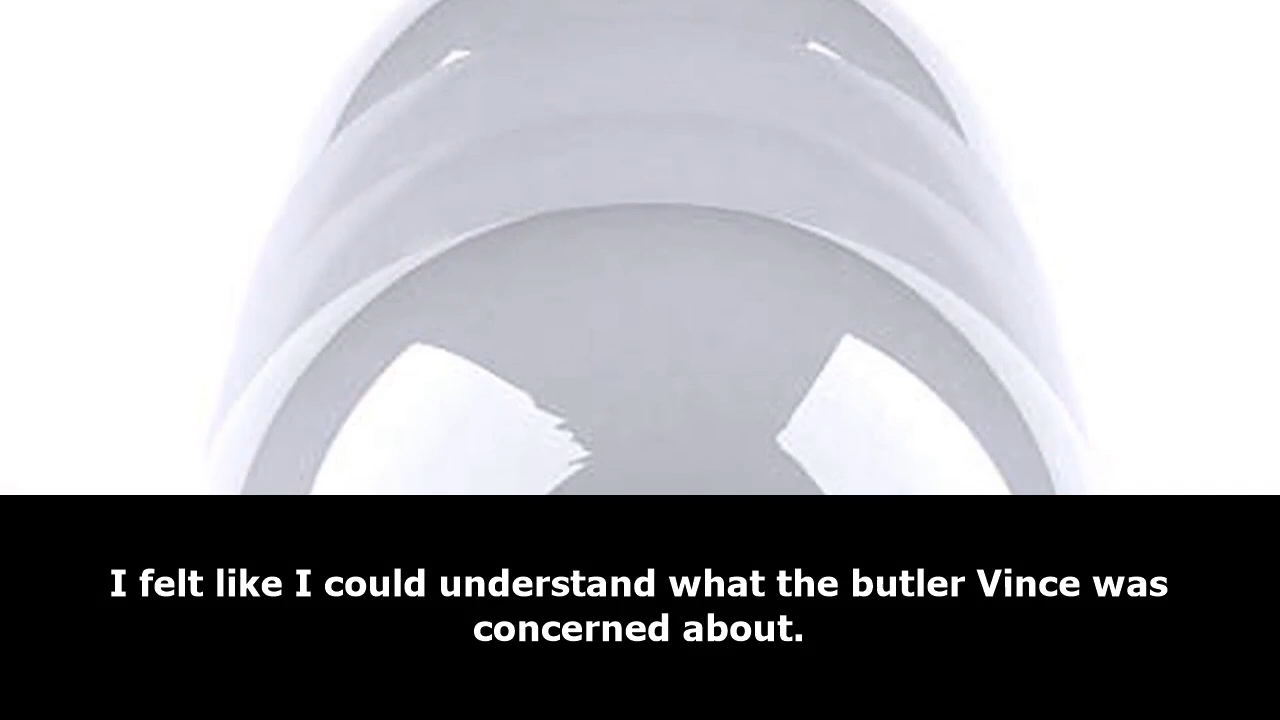 I felt like I could understand what the butler Vince was
concerned about.